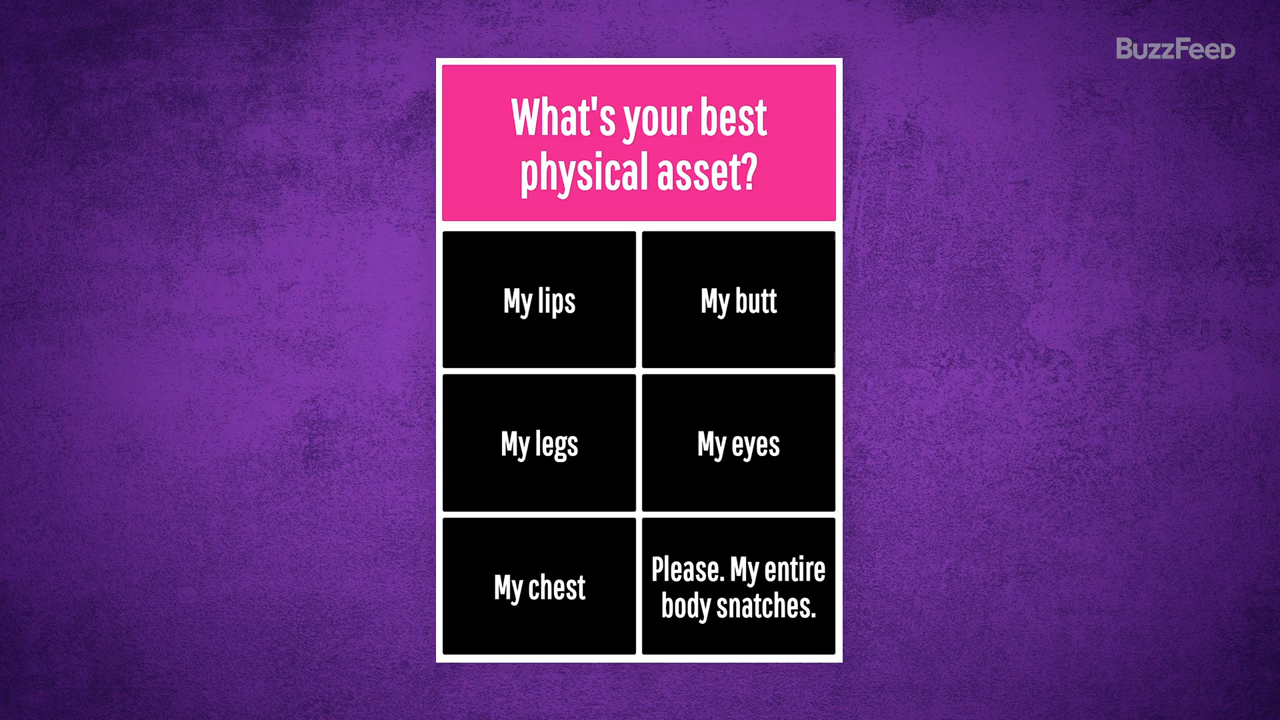 BuzzFeed
What's your best
physical asset?
My lips
My butt
My legs
My eyes
My chest
Please. My entire
body snatches.